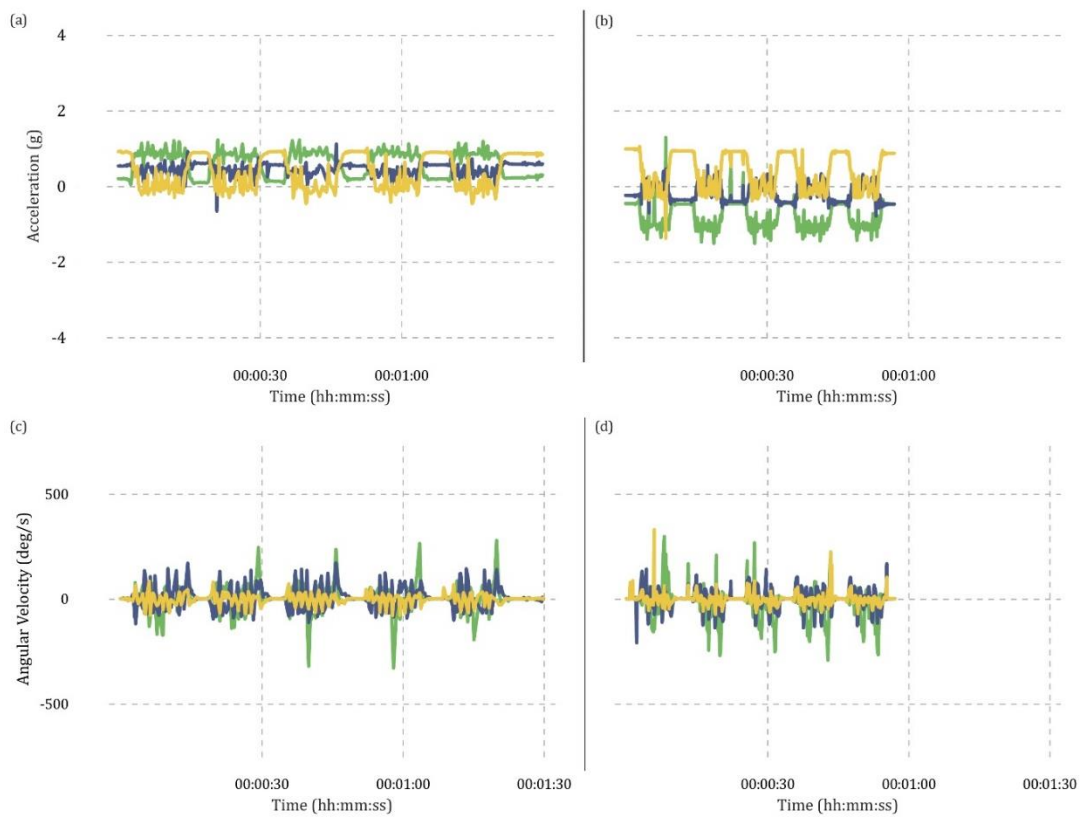 (a)
(b)
4
2
0
-2
-4
Acceleration (g)
00:00:30
00:01:00
Time (hh:mm:ss)
00:00:30
00:01:00
Time (hh:mm:ss)
(c)
(d)
500
0
-500
Angular Velocity (deg/s)
00:00:30
00:01:00
00:01:30
Time (hh:mm:ss)
00:00:30
00:01:00
00:01:30
Time (hh:mm:ss)